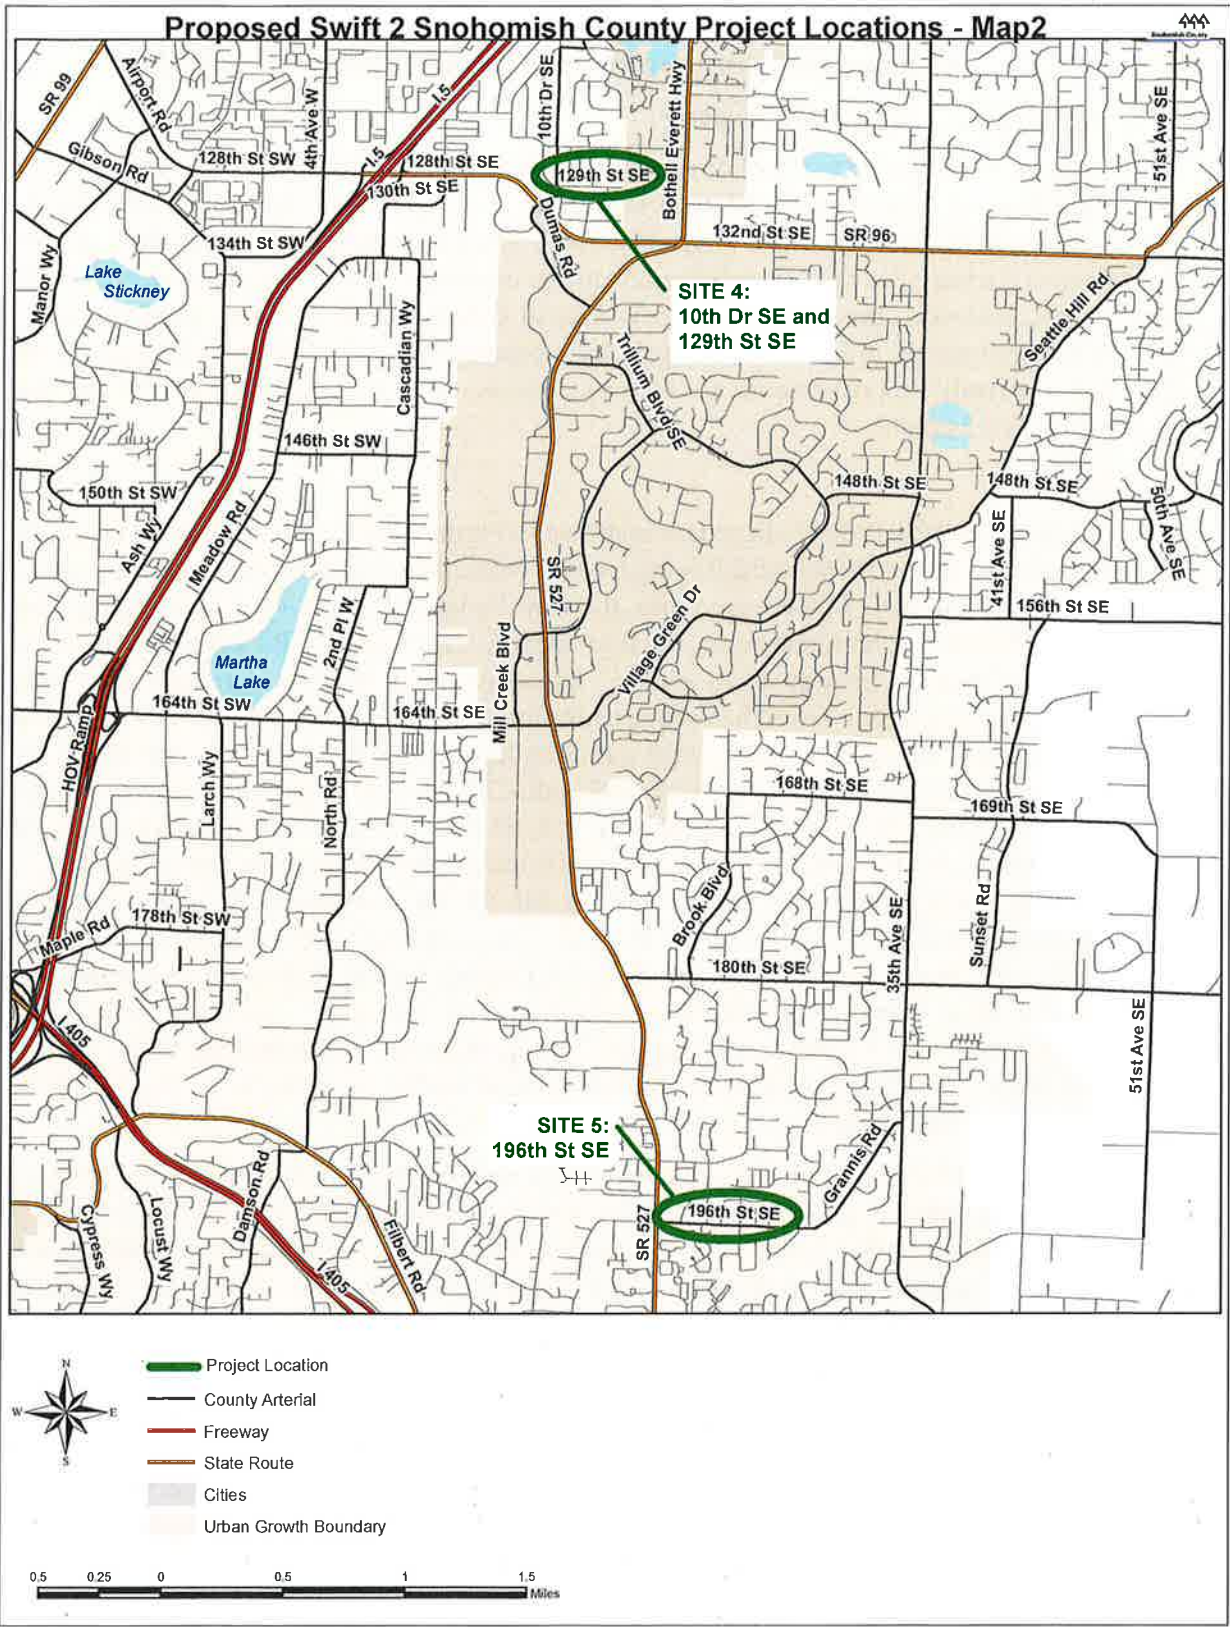 Proposed Swift 2 Snohomish County Project Locations - Map2
Snohomish County
SR 99
Airport Rd
4th Ave W
I-5
10th Dr SE
Bothell Everett Hwy
51st Ave SE
Gibson Rd
128th St SW
I-5
128th St SE
130th St SE
129th St SE
Dumas Rd
132nd St SE
SR 96
134th St SW
Manor Wy
Lake
Stickney
SITE 4:
10th Dr SE and
129th St SE
Seattle Hill Rd
Cascadian Wy
Trillium Blvd SE
146th St SW
150th St SW
Ash Wy
Meadow Rd
148th St SE
148th St SE
50th Ave SE
41st Ave SE
156th St SE
SR 527
2nd Pl W
Martha
Lake
Village Green Dr
Mill Creek Blvd
164th St SW
164th St SE
HOV Ramp
Larch Wy
North Rd
168th St SE
169th St SE
Brook Blvd
35th Ave SE
Sunset Rd
178th St SW
Maple Rd
180th St SE
51st Ave SE
I-405
SITE 5:
196th St SE
Grannis Rd
196th St SE
SR 527
Cypress Wy
Locust Wy
Damson Rd
Filbert Rd
I-405
N
W
E
S
Project Location
County Arterial
Freeway
State Route
Cities
Urban Growth Boundary
0.5 0.25 0 0.5 1 1.5
Miles